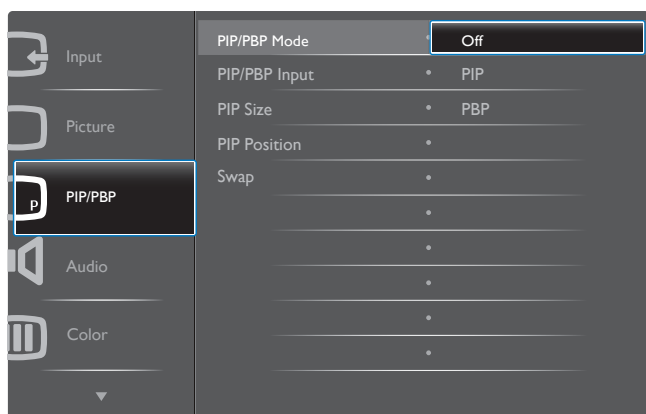 Input
Picture
P
PIP/PBP
Audio
Color
PIP/PBP Mode • Off
PIP/PBP Input • PIP
PIP Size • PBP
PIP Position •
Swap •
•
•
•
•
•